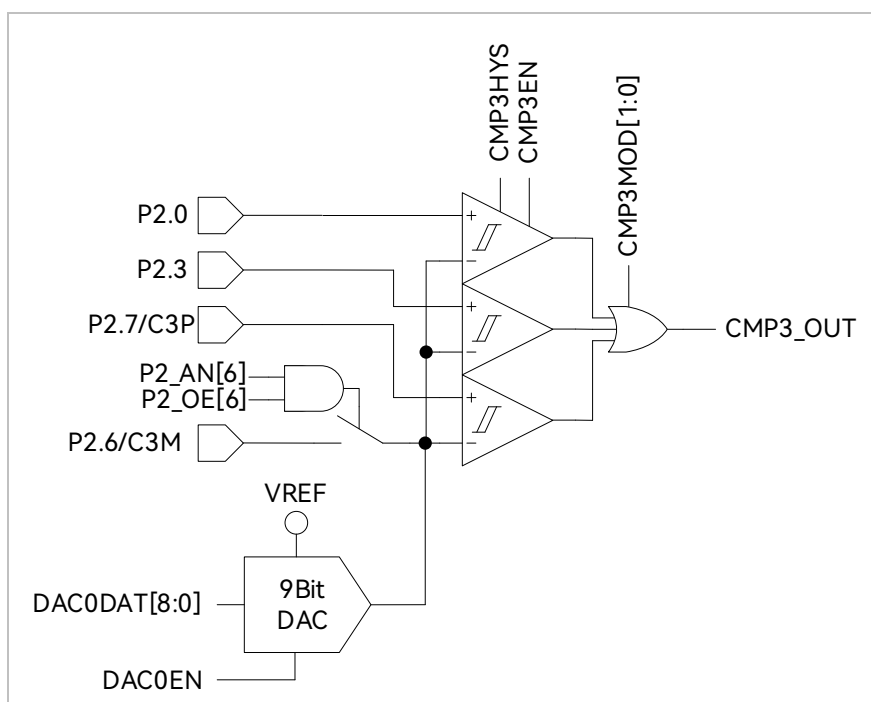 CMP3HYS
CMP3EN
CMP3MOD[1:0]
P2.0
+
-
P2.3
+
P2.7/C3P
CMP3_OUT
-
P2_AN[6]
P2_OE[6]
+
P2.6/C3M
-
VREF
9Bit
DAC
DAC0DAT[8:0]
DAC0EN